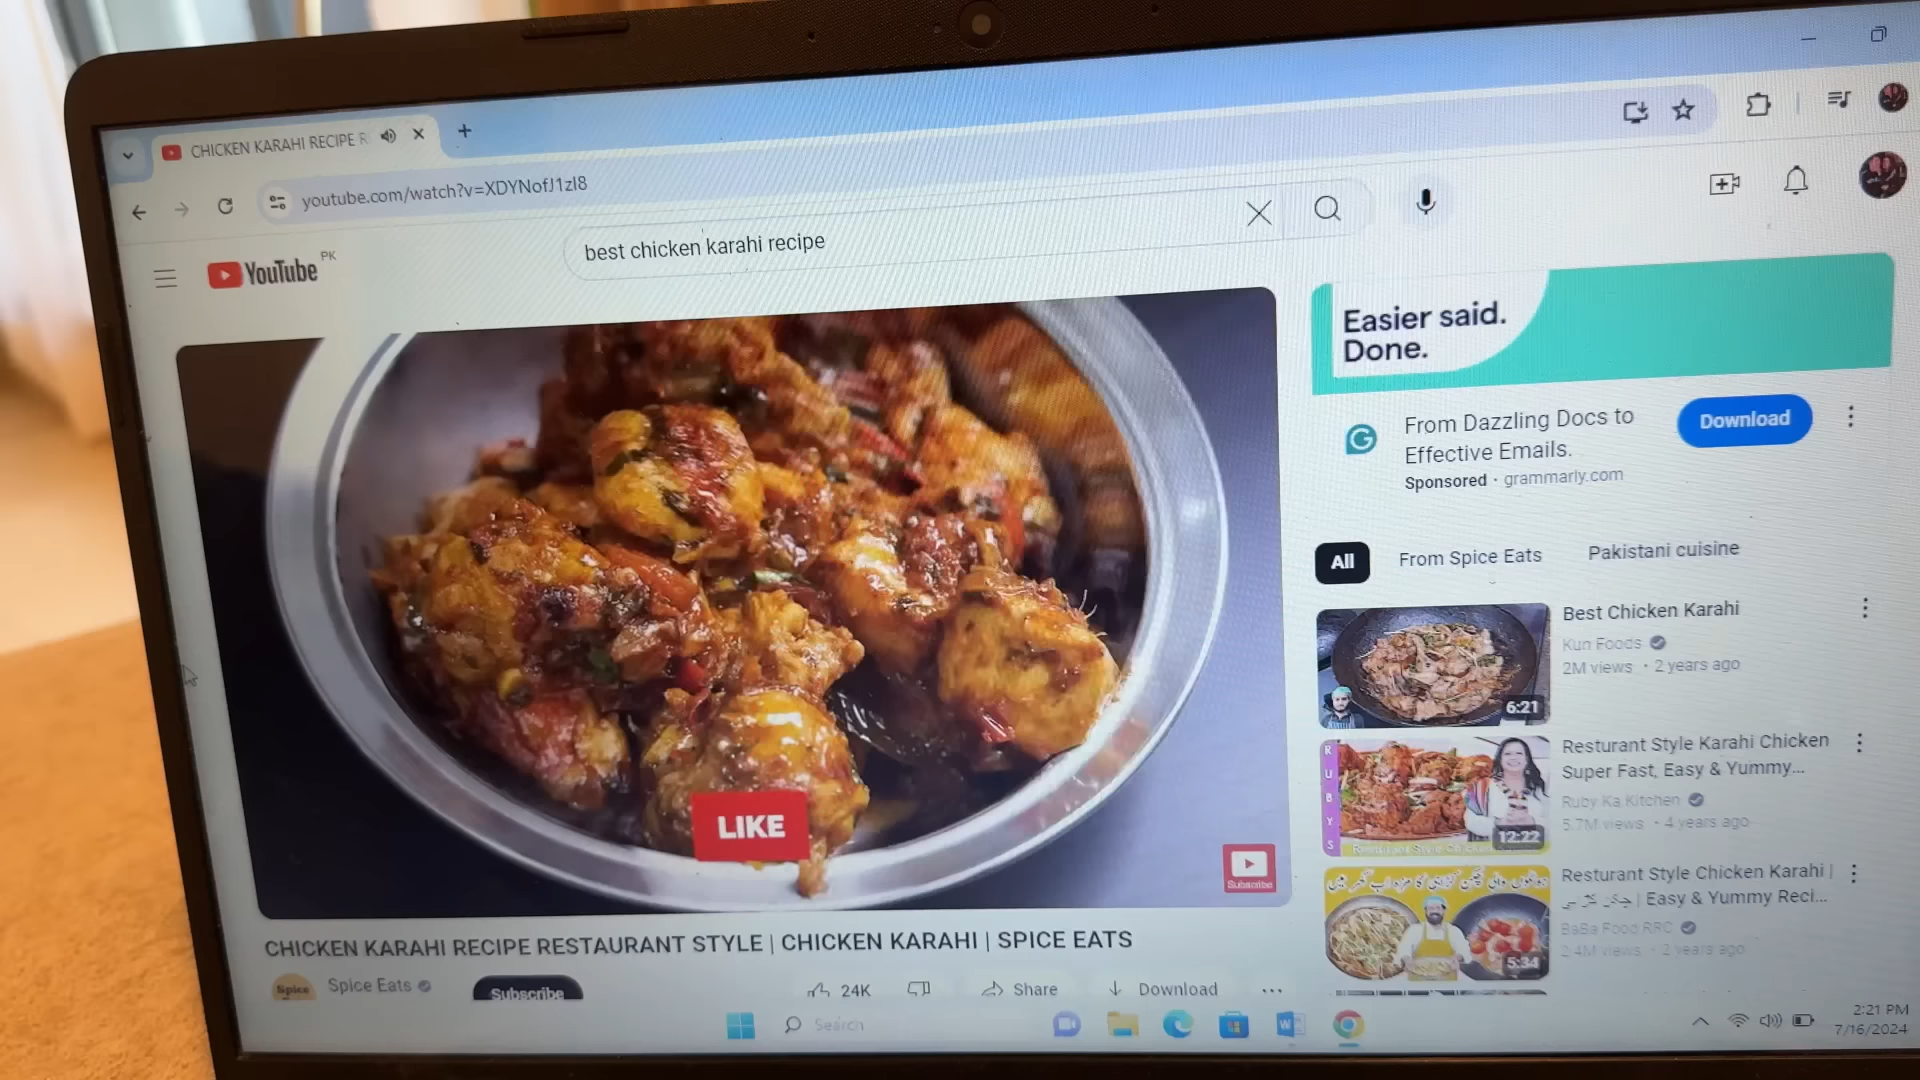 CHICKEN KARAHI RECIPE R
youtube.com/watch?v=XDYNofJ1zI8
YouTube PK
best chicken karahi recipe
Easier said.
Done.
From Dazzling Docs to
Effective Emails.
Sponsored · grammarly.com
Download
All
From Spice Eats
Pakistani cuisine
Best Chicken Karahi
Kun Foods
2M views • 2 years ago
6:21
Resturant Style Karahi Chicken
Super Fast, Easy & Yummy...
Ruby Ka Kitchen
5.7M views • 4 years ago
RUBYS
12:22
Resturant Style Chicken Karahi |
| Easy & Yummy Reci...
BaBa Food RRC
2.4M views • 2 years ago
5:34
LIKE
Subscribe
CHICKEN KARAHI RECIPE RESTAURANT STYLE | CHICKEN KARAHI | SPICE EATS
Spice
Spice Eats
Subscribe
24K
Share
Download
Search
2:21 PM
7/16/2024